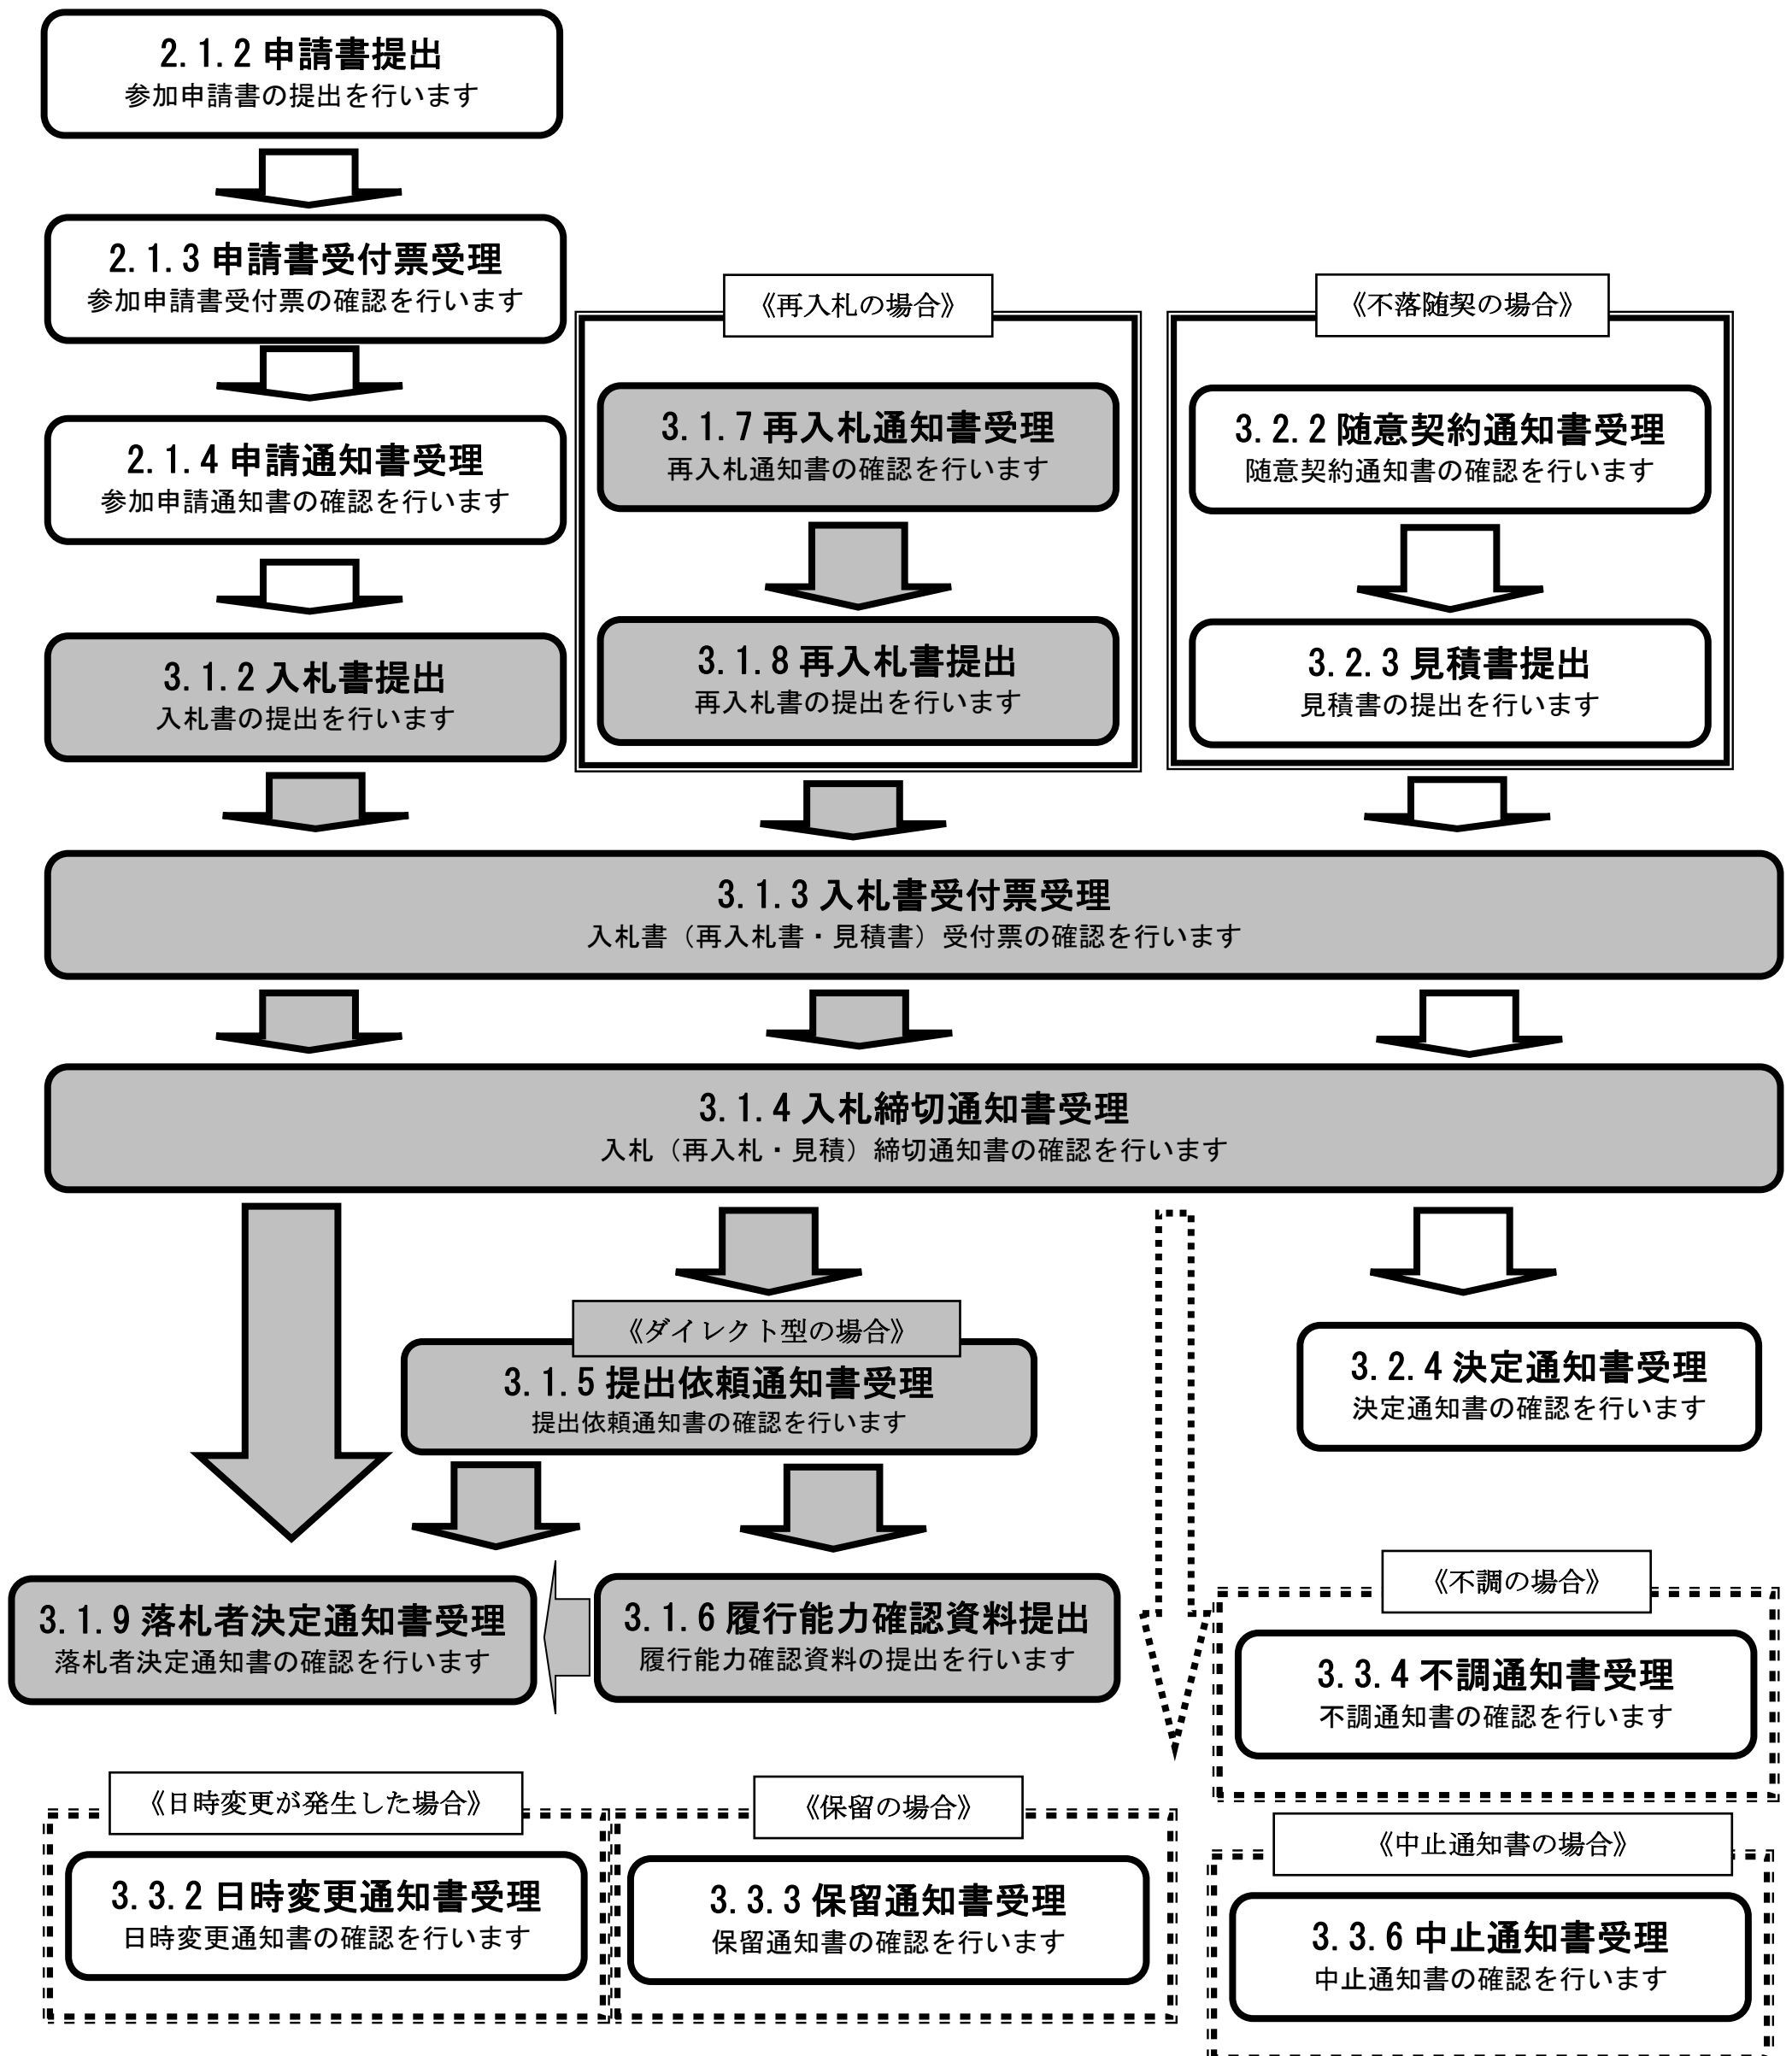 2.1.2 申請書提出
参加申請書の提出を行います
2.1.3 申請書受付票受理
参加申請書受付票の確認を行います
2.1.4 申請通知書受理
参加申請通知書の確認を行います
3.1.2 入札書提出
入札書の提出を行います
《再入札の場合》
3.1.7 再入札通知書受理
再入札通知書の確認を行います
3.1.8 再入札書提出
再入札書の提出を行います
《不落随契の場合》
3.2.2 随意契約通知書受理
随意契約通知書の確認を行います
3.2.3 見積書提出
見積書の提出を行います
3.1.3 入札書受付票受理
入札書（再入札書・見積書）受付票の確認を行います
3.1.4 入札締切通知書受理
入札（再入札・見積）締切通知書の確認を行います
《ダイレクト型の場合》
3.1.5 提出依頼通知書受理
提出依頼通知書の確認を行います
3.2.4 決定通知書受理
決定通知書の確認を行います
3.1.9 落札者決定通知書受理
落札者決定通知書の確認を行います
3.1.6 履行能力確認資料提出
履行能力確認資料の提出を行います
《不調の場合》
3.3.4 不調通知書受理
不調通知書の確認を行います
《日時変更が発生した場合》
3.3.2 日時変更通知書受理
日時変更通知書の確認を行います
《保留の場合》
3.3.3 保留通知書受理
保留通知書の確認を行います
《中止通知書の場合》
3.3.6 中止通知書受理
中止通知書の確認を行います